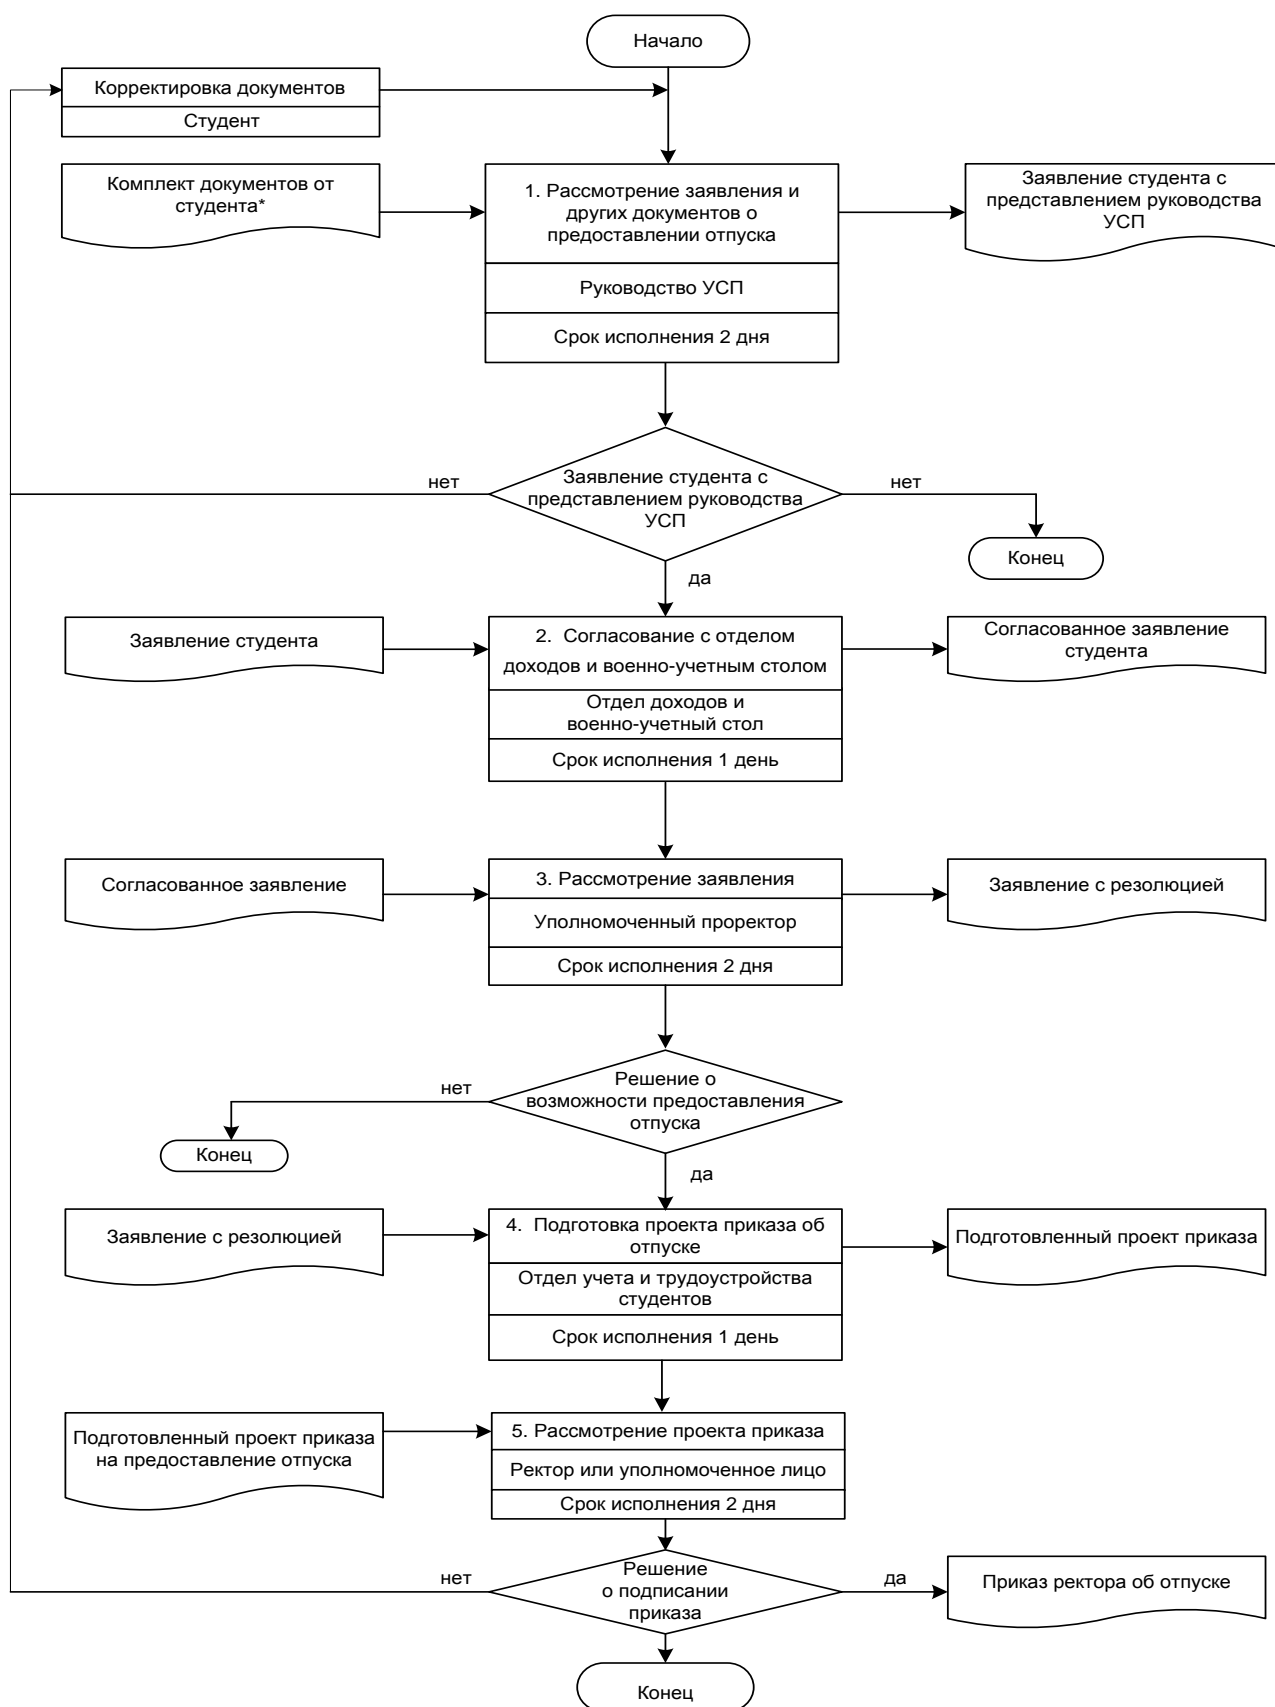 Начало
Корректировка документов
Студент
Комплект документов от
студента*
1. Рассмотрение заявления и
других документов о
предоставлении отпуска
Руководство УСП
Срок исполнения 2 дня
Заявление студента с
представлением руководства
УСП
нет
Заявление студента с
представлением руководства
УСП
нет
Конец
да
Заявление студента
2. Согласование с отделом
доходов и военно-учетным столом
Отдел доходов и
военно-учетный стол
Срок исполнения 1 день
Согласованное заявление
студента
Согласованное заявление
3. Рассмотрение заявления
Уполномоченный проректор
Срок исполнения 2 дня
Заявление с резолюцией
нет
Решение о
возможности предоставления
отпуска
Конец
да
Заявление с резолюцией
4. Подготовка проекта приказа об
отпуске
Отдел учета и трудоустройства
студентов
Срок исполнения 1 день
Подготовленный проект приказа
Подготовленный проект приказа
на предоставление отпуска
5. Рассмотрение проекта приказа
Ректор или уполномоченное лицо
Срок исполнения 2 дня
нет
Решение
о подписании
приказа
да
Приказ ректора об отпуске
Конец